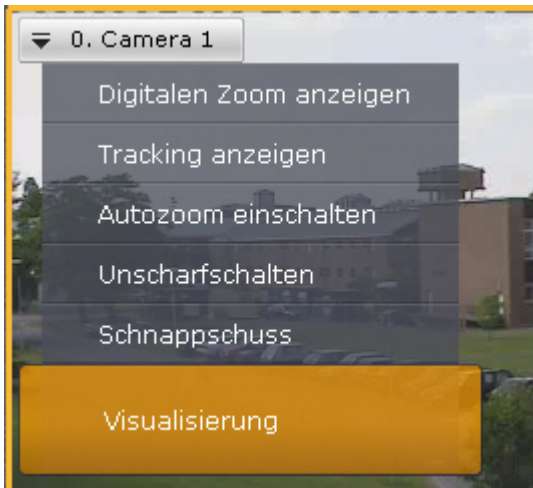 0. Camera 1
Digitalen Zoom anzeigen
Tracking anzeigen
Autozoom einschalten
Unscharfschalten
Schnappschuss
Visualisierung